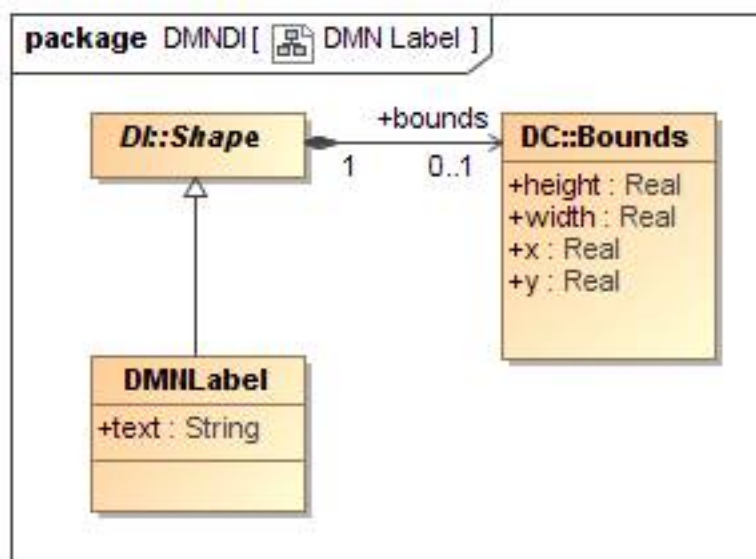 package DMNDI[ DMN Label ]
DI::Shape
+bounds
1
0..1
DC::Bounds
+height : Real
+width : Real
+x : Real
+y : Real
DMNLabel
+text : String